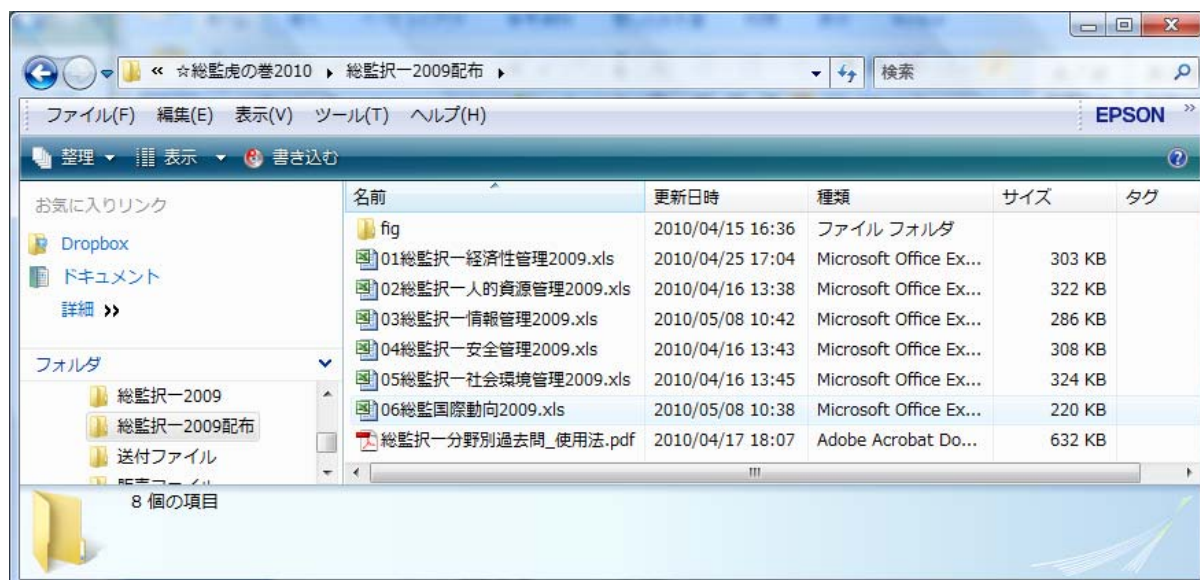 « ☆総監虎の巻2010 ▸ 総監択一2009配布 ▸ 検索
ファイル(F) 編集(E) 表示(V) ツール(T) ヘルプ(H) EPSON »
整理 表示 書き込む
お気に入りリンク
Dropbox
ドキュメント
詳細 »
フォルダ
総監択一2009
総監択一2009配布
送付ファイル
名前 更新日時 種類 サイズ タグ
fig 2010/04/15 16:36 ファイル フォルダ
01総監択一経済性管理2009.xls 2010/04/25 17:04 Microsoft Office Ex... 303 KB
02総監択一人的資源管理2009.xls 2010/04/16 13:38 Microsoft Office Ex... 322 KB
03総監択一情報管理2009.xls 2010/05/08 10:42 Microsoft Office Ex... 286 KB
04総監択一安全管理2009.xls 2010/04/16 13:43 Microsoft Office Ex... 308 KB
05総監択一社会環境管理2009.xls 2010/04/16 13:45 Microsoft Office Ex... 324 KB
06総監国際動向2009.xls 2010/05/08 10:38 Microsoft Office Ex... 220 KB
総監択一分野別過去問_使用法.pdf 2010/04/17 18:07 Adobe Acrobat Do... 632 KB
8 個の項目